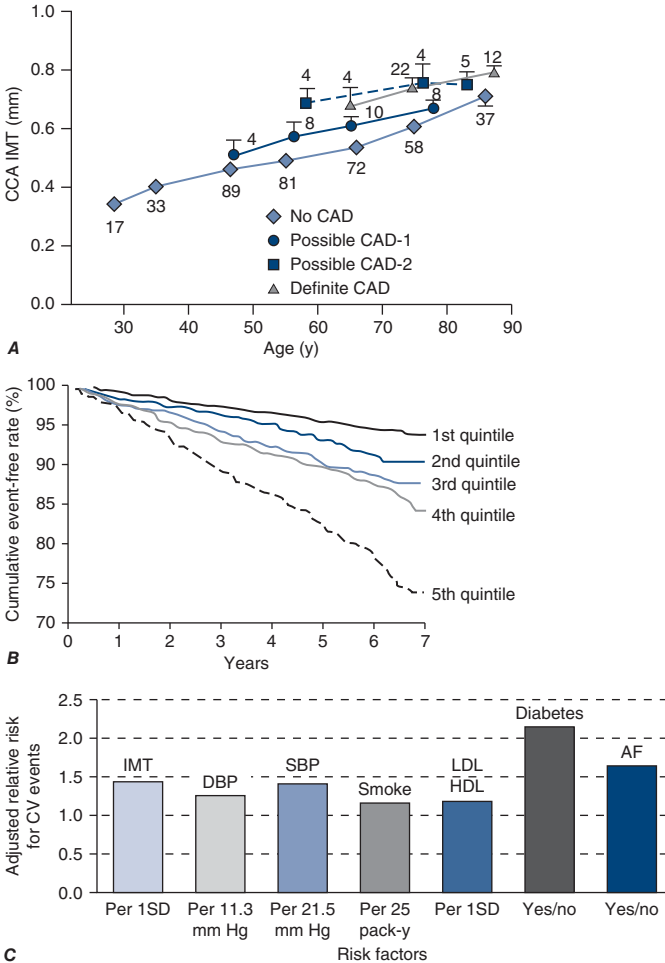 1.0
0.8
0.6
0.4
0.2
0.0
CCA IMT (mm)
4
4
22
4
5
12
4
8
10
8
17
33
89
81
72
58
37
No CAD
Possible CAD-1
Possible CAD-2
Definite CAD
30 40 50 60 70 80 90
Age (y)
A
100
95
90
85
80
75
70
Cumulative event-free rate (%)
1st quintile
2nd quintile
3rd quintile
4th quintile
5th quintile
0 1 2 3 4 5 6 7
Years
B
2.5
2.0
1.5
1.0
0.5
0.0
Adjusted relative risk
for CV events
IMT
DBP
SBP
Smoke
LDL
HDL
Diabetes
AF
Per 1SD
Per 11.3
mm Hg
Per 21.5
mm Hg
Per 25
pack-y
Per 1SD
Yes/no
Yes/no
Risk factors
C